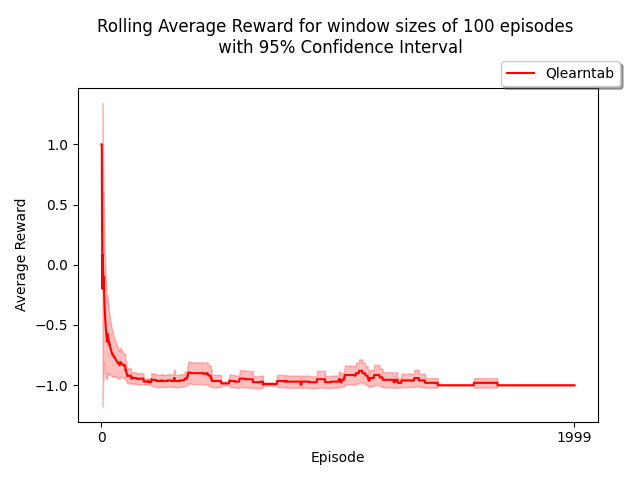 Rolling Average Reward for window sizes of 100 episodes
with 95% Confidence Interval
Qlearntab
1.0
0.5
0.0
−0.5
−1.0
Average Reward
0
1999
Episode